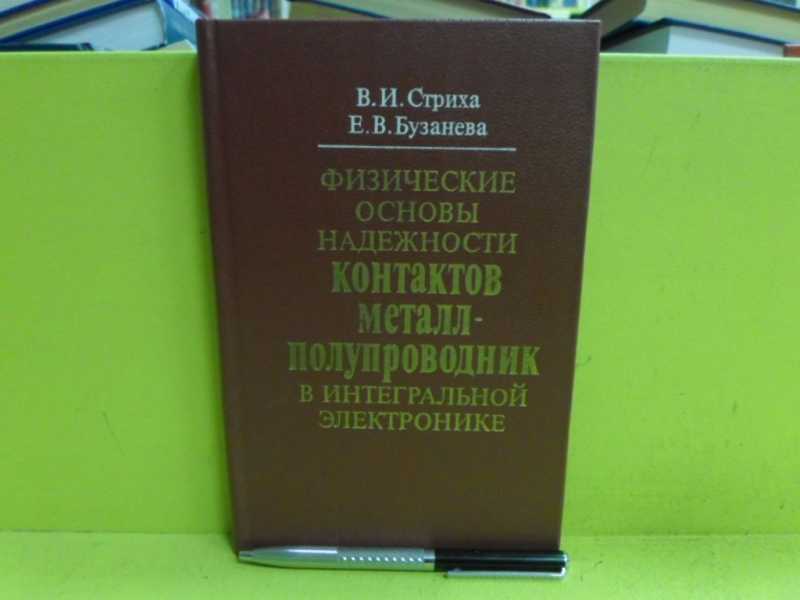 В. И. Стриха
Е. В. Бузанева
ФИЗИЧЕСКИЕ
ОСНОВЫ
НАДЕЖНОСТИ
КОНТАКТОВ
МЕТАЛЛ-
ПОЛУПРОВОДНИК
В ИНТЕГРАЛЬНОЙ
ЭЛЕКТРОНИКЕ